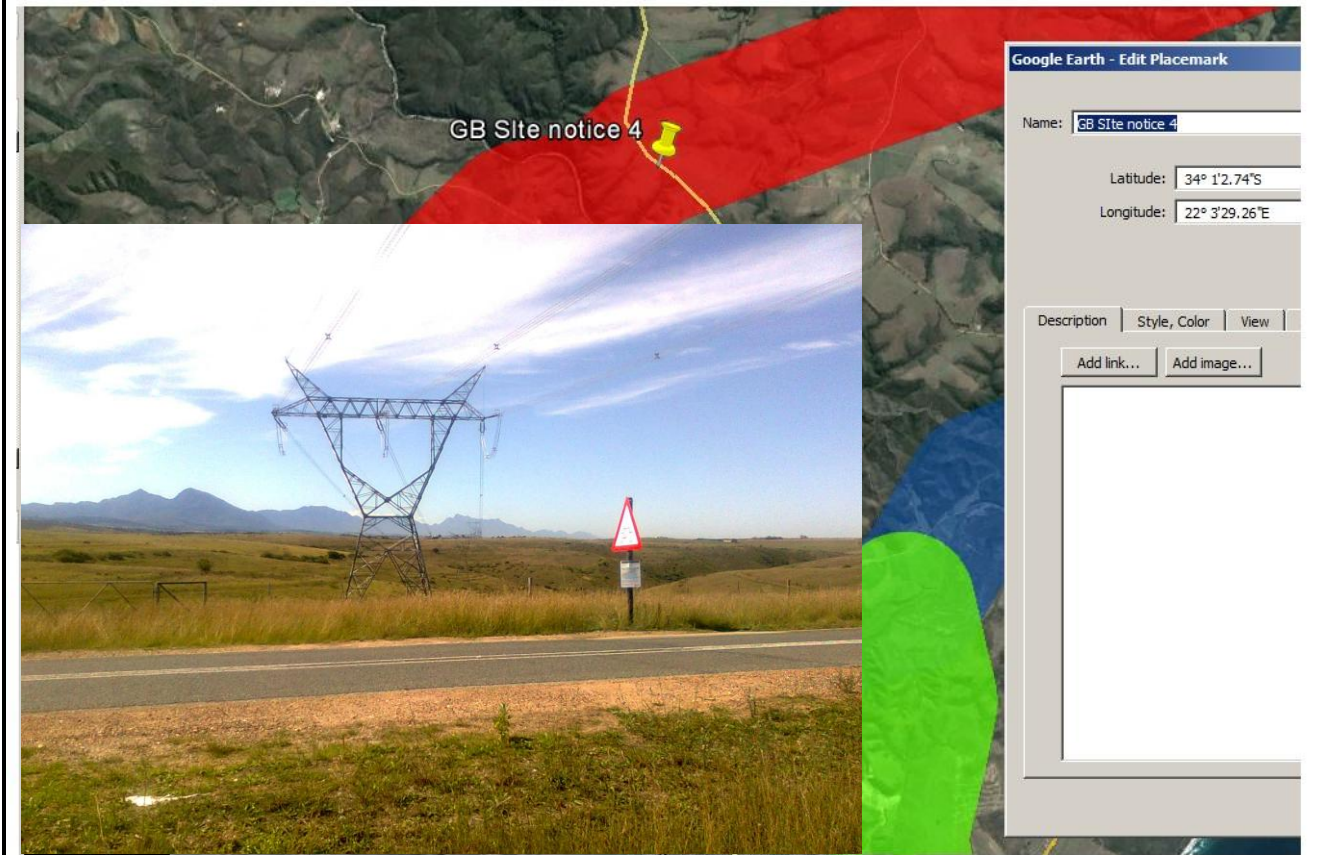 GB SIte notice 4
Google Earth - Edit Placemark
Name: GB SIte notice 4
Latitude: 34° 1'2.74"S
Longitude: 22° 3'29.26"E
Description Style, Color View
Add link... Add image...